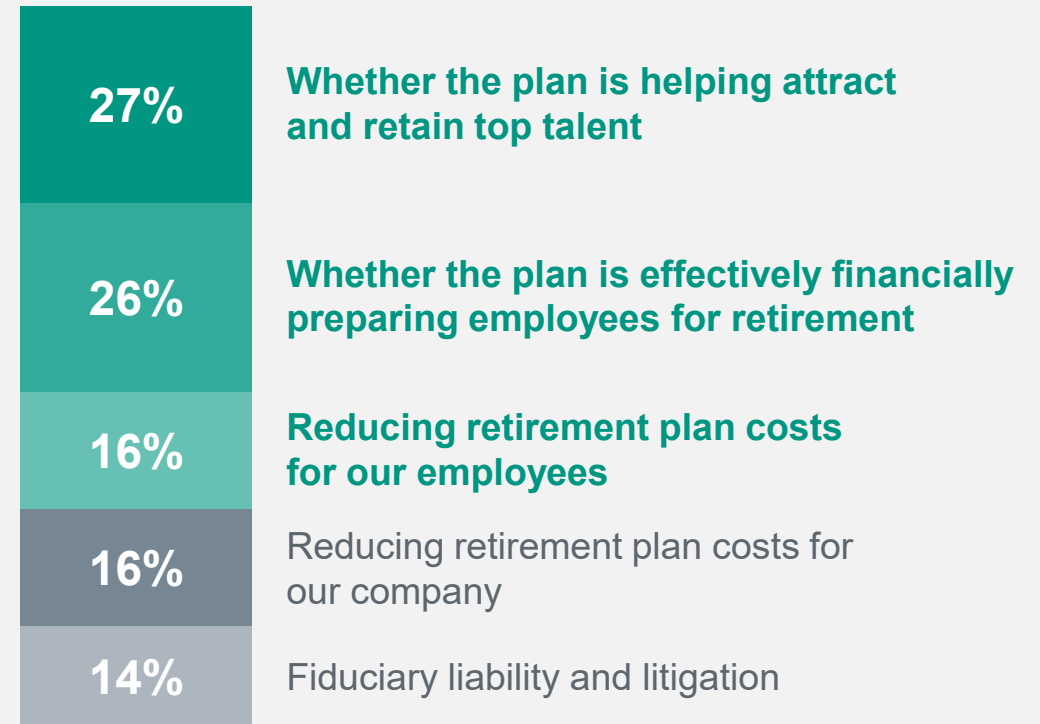 27%
Whether the plan is helping attract
and retain top talent
26%
Whether the plan is effectively financially
preparing employees for retirement
16%
Reducing retirement plan costs
for our employees
16%
Reducing retirement plan costs for
our company
14%
Fiduciary liability and litigation